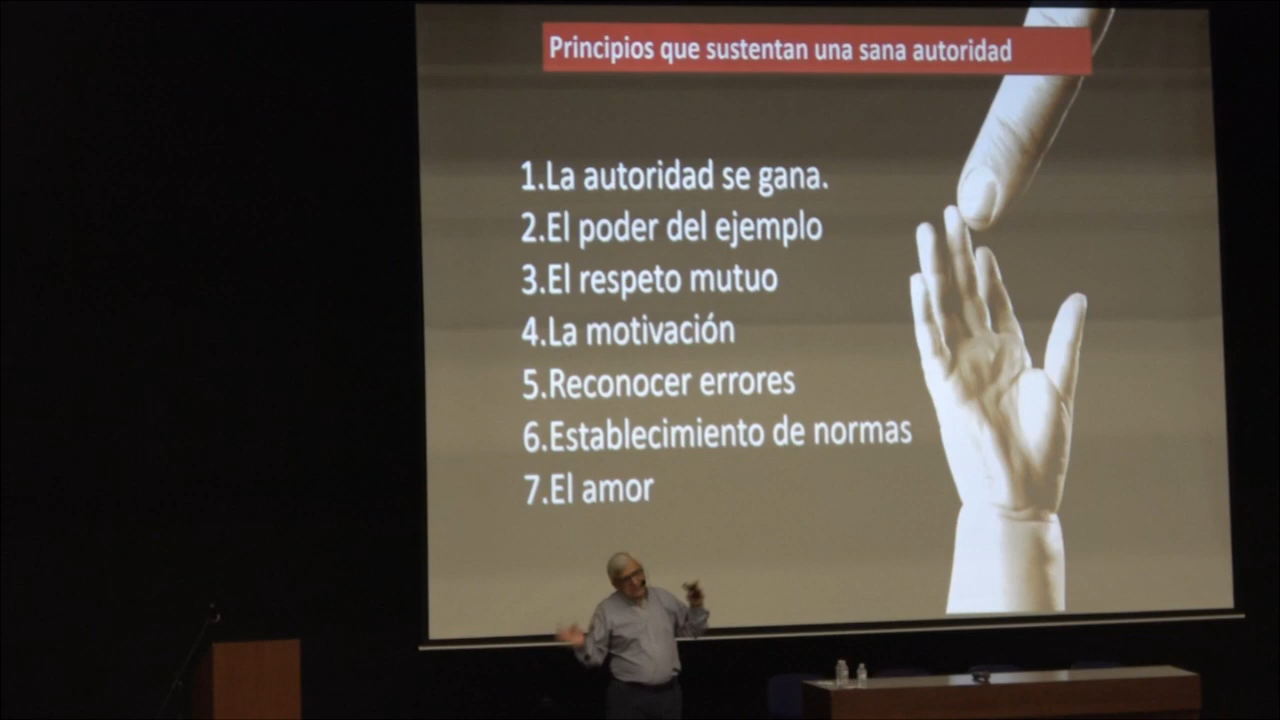 Principios que sustentan una sana autoridad
1.La autoridad se gana.
2.El poder del ejemplo
3.El respeto mutuo
4.La motivación
5.Reconocer errores
6.Establecimiento de normas
7.El amor